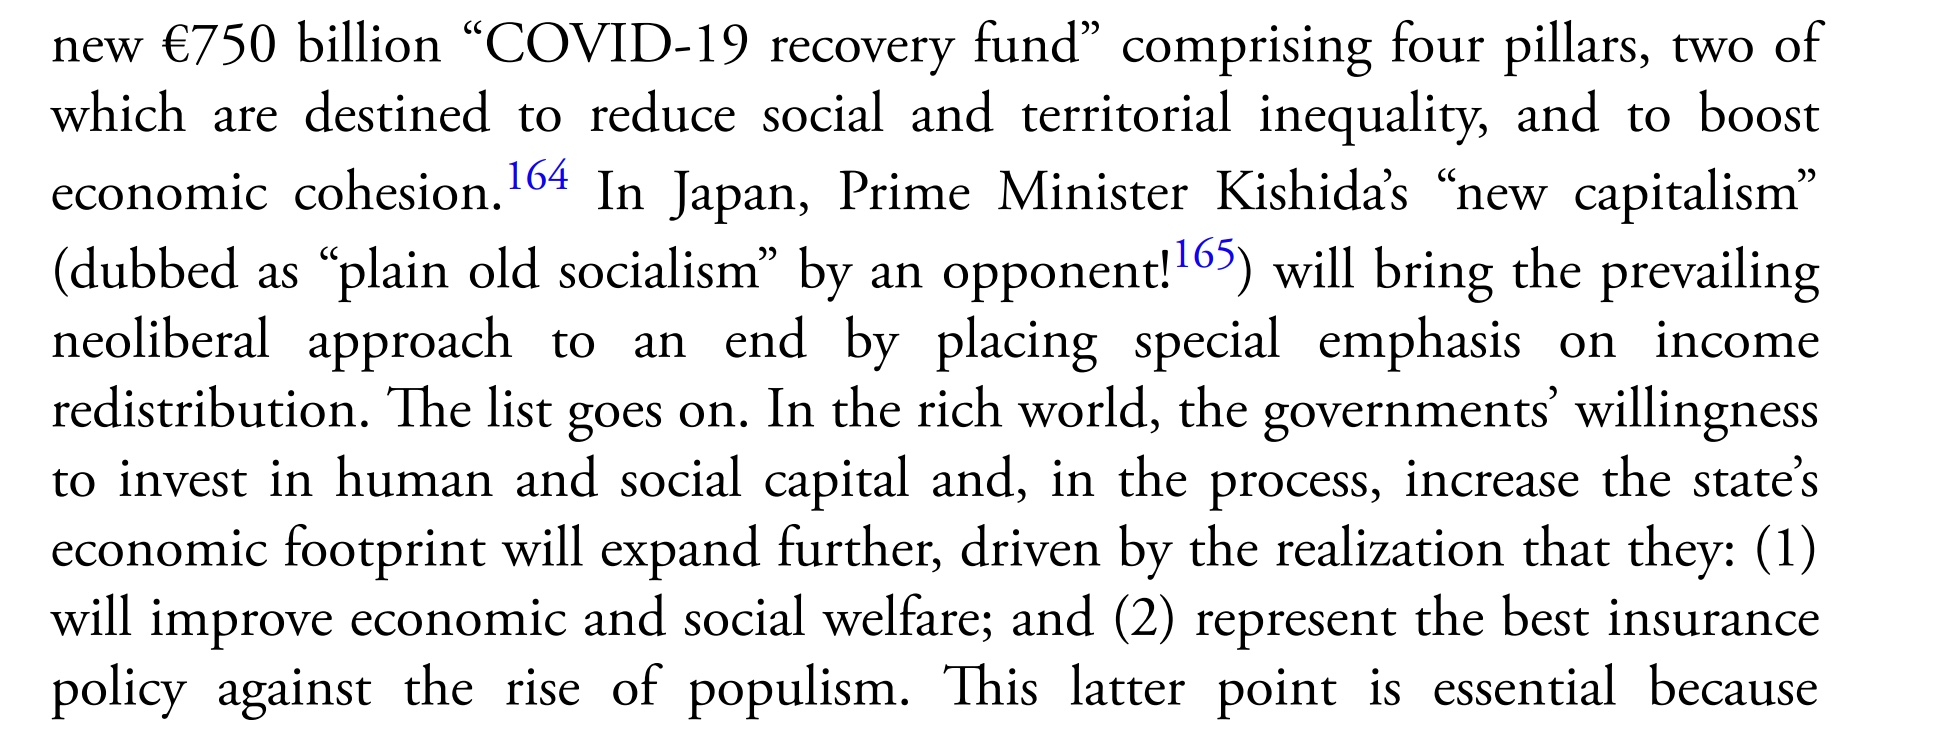 new €750 billion “COVID-19 recovery fund” comprising four pillars, two of
which are destined to reduce social and territorial inequality, and to boost
economic cohesion.164 In Japan, Prime Minister Kishida’s “new capitalism”
(dubbed as “plain old socialism” by an opponent!165) will bring the prevailing
neoliberal approach to an end by placing special emphasis on income
redistribution. The list goes on. In the rich world, the governments’ willingness
to invest in human and social capital and, in the process, increase the state’s
economic footprint will expand further, driven by the realization that they: (1)
will improve economic and social welfare; and (2) represent the best insurance
policy against the rise of populism. This latter point is essential because